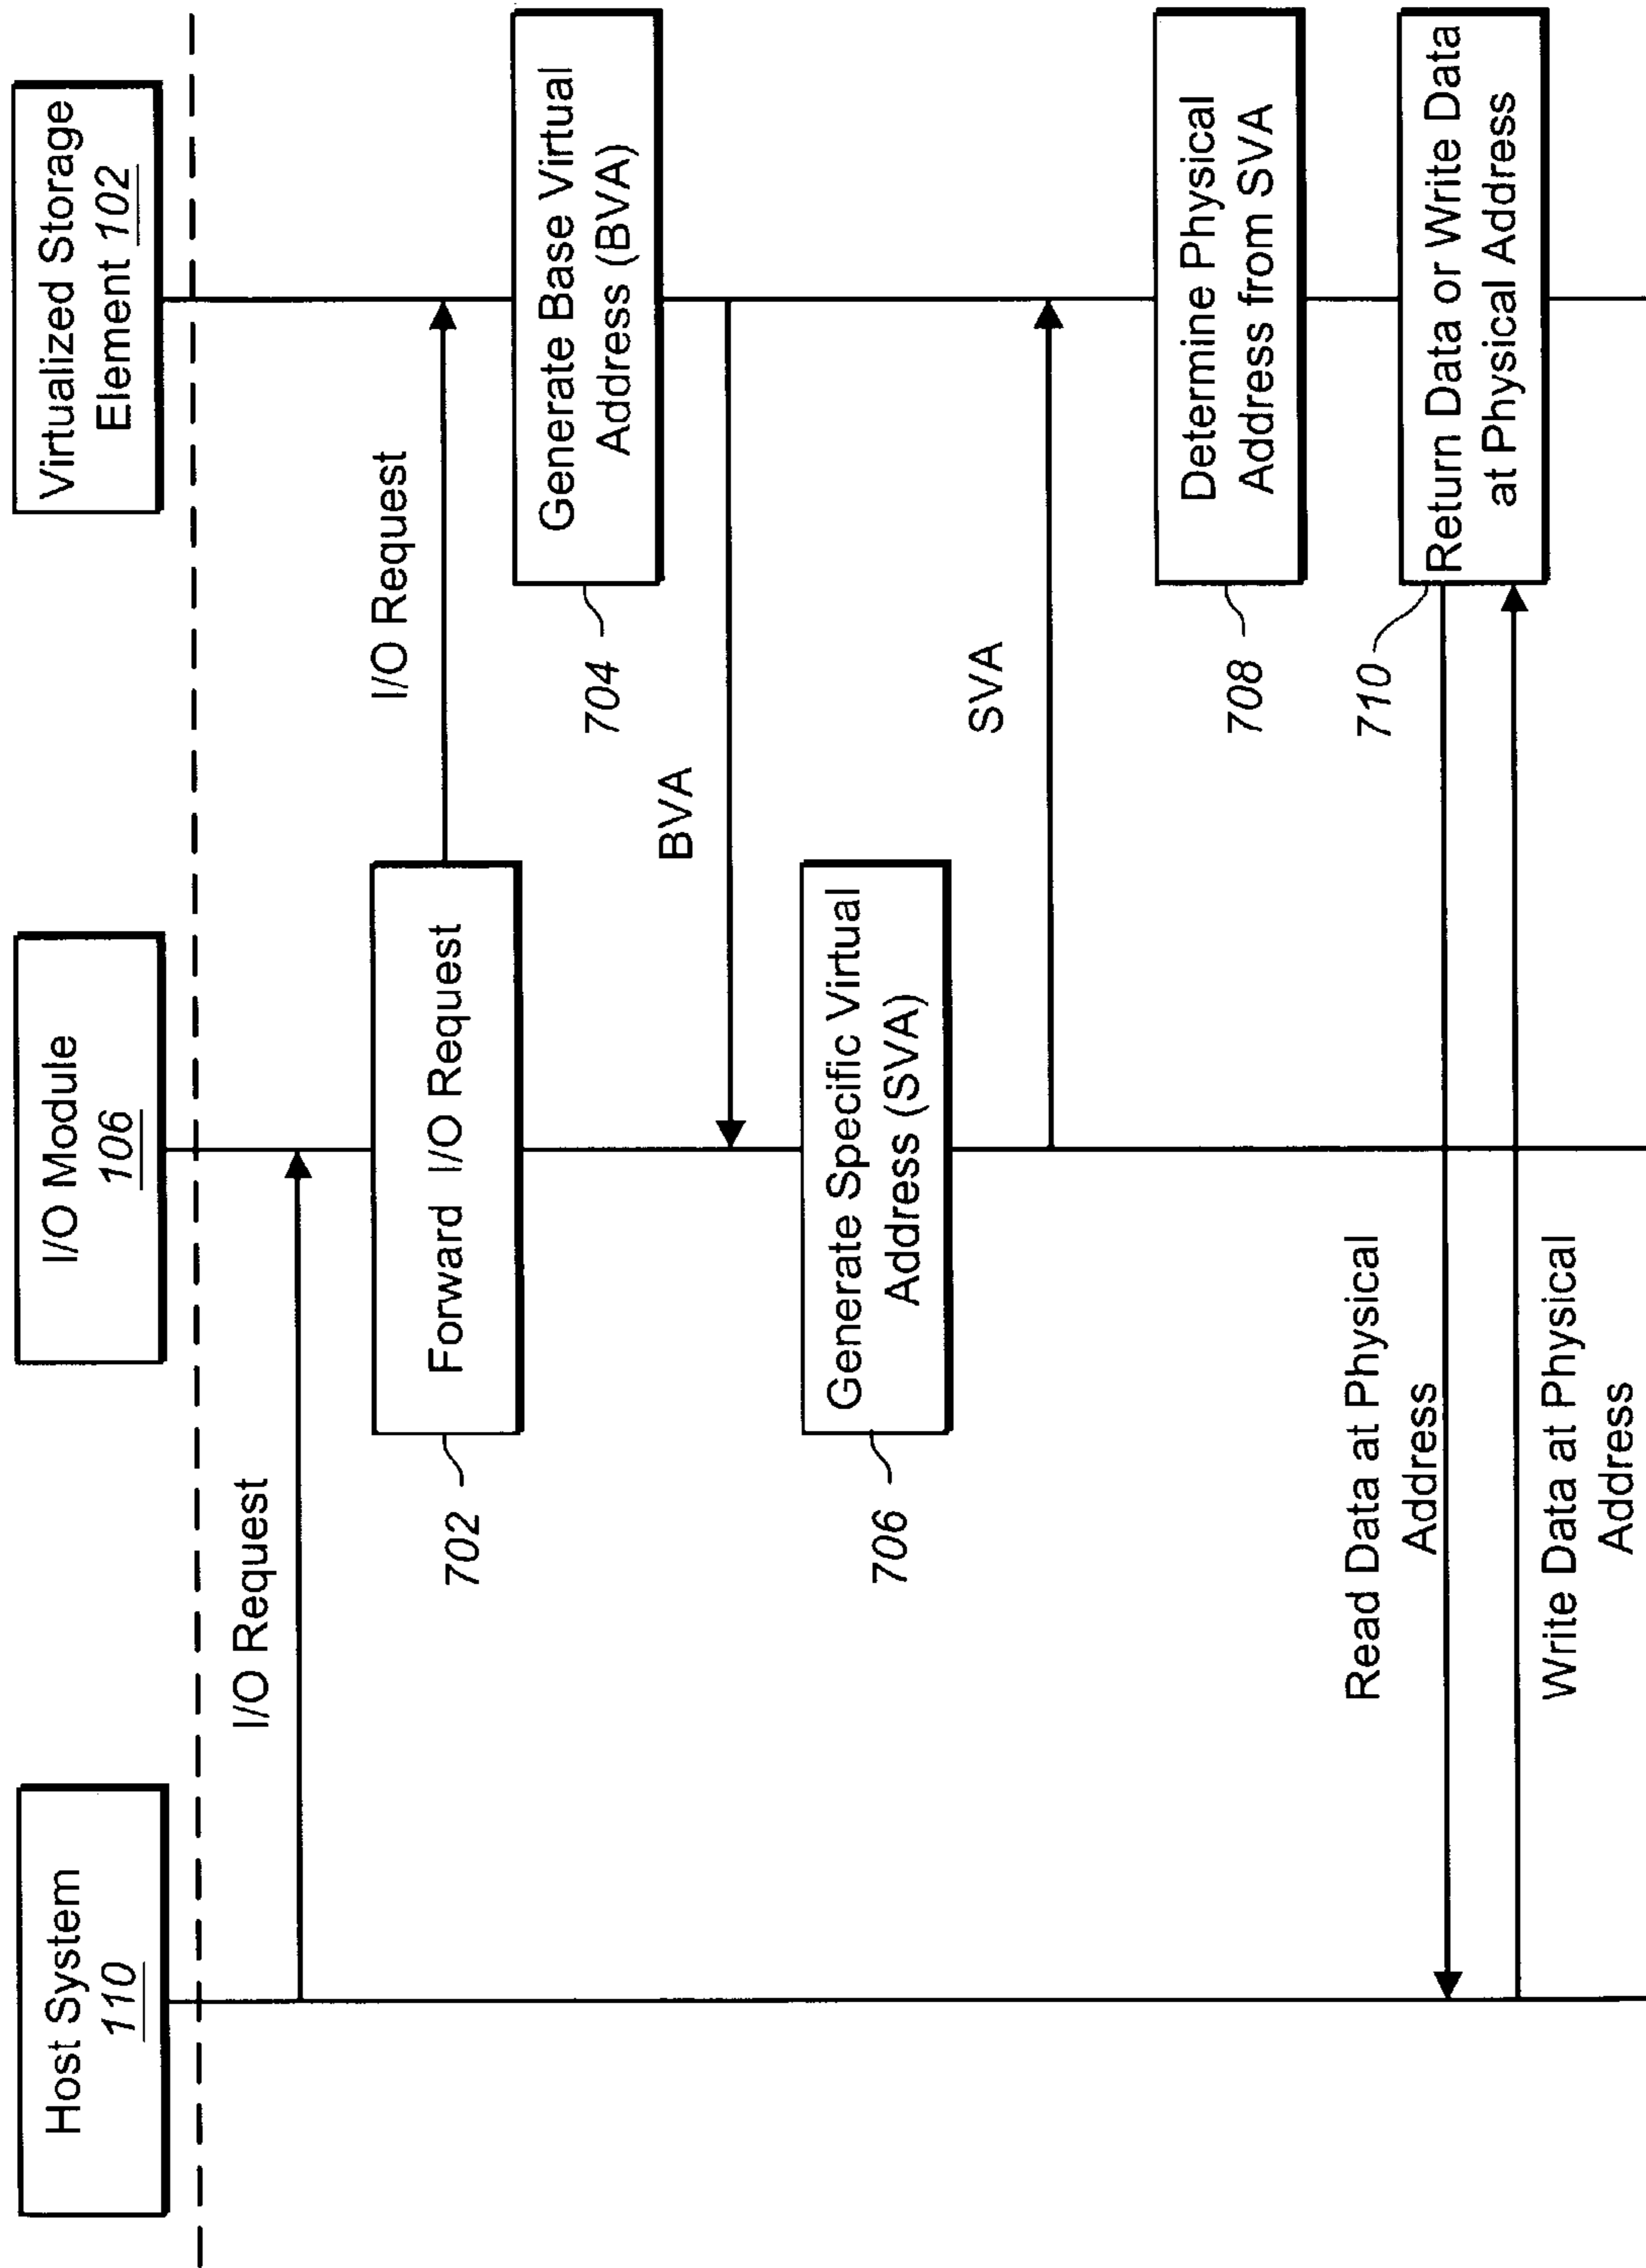 Host System
110
I/O Module
106
Virtualized Storage
Element 102
I/O Request
I/O Request
Forward I/O Request
702
Generate Base Virtual
Address (BVA)
704
BVA
Generate Specific Virtual
Address (SVA)
706
SVA
Determine Physical
Address from SVA
708
Return Data or Write Data
at Physical Address
710
Read Data at Physical
Address
Write Data at Physical
Address